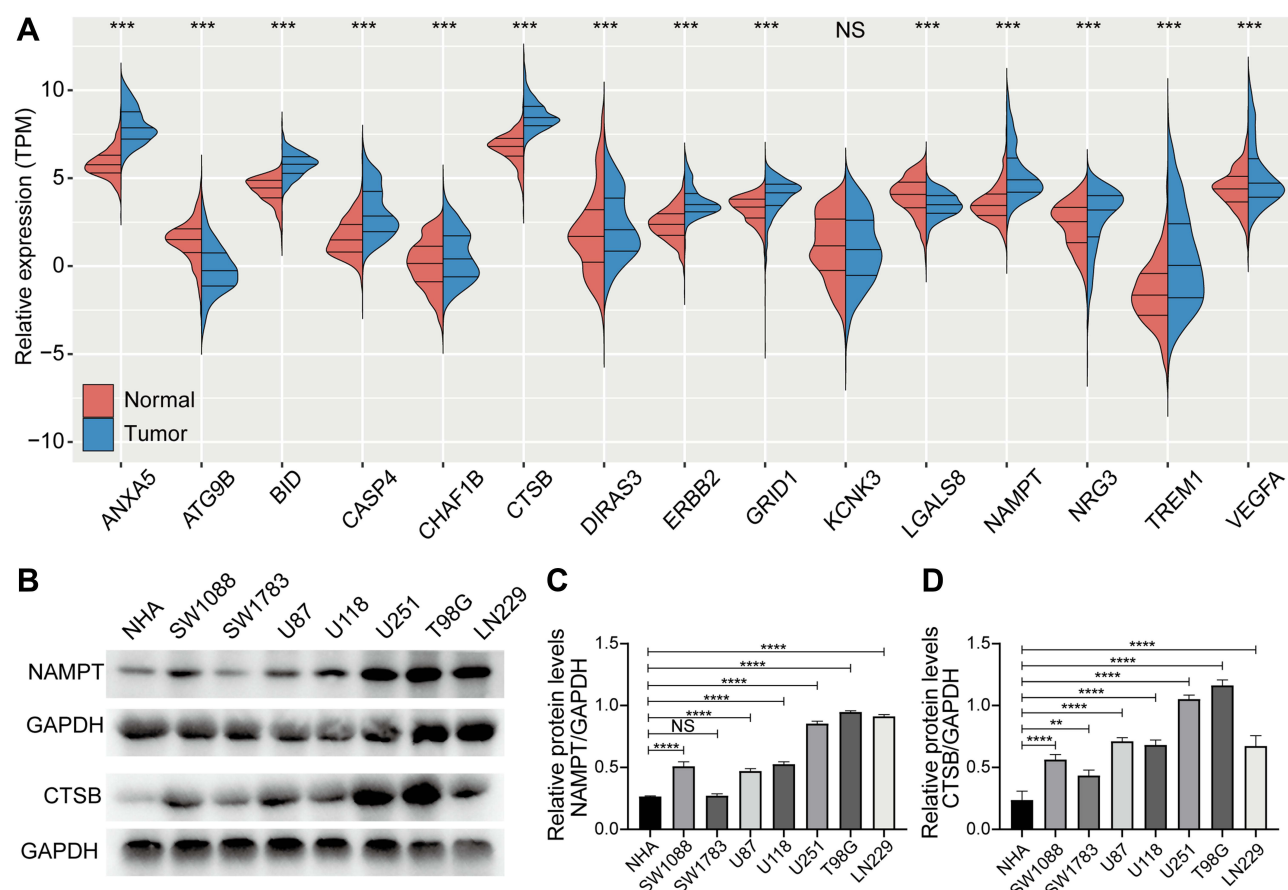 A
*** *** *** *** *** *** *** *** *** NS *** *** *** *** ***
Relative expression (TPM)
10
5
0
−5
−10
Normal
Tumor
ANXA5 ATG9B BID CASP4 CHAF1B CTSB DIRAS3 ERBB2 GRID1 KCNK3 LGALS8 NAMPT NRG3 TREM1 VEGFA
B
NHA SW1088 SW1783 U87 U118 U251 T98G LN229
NAMPT
GAPDH
CTSB
GAPDH
C
Relative protein levels
NAMPT/GAPDH
1.5
1.0
0.5
0.0
****
****
****
****
****
NS
****
NHA SW1088 SW1783 U87 U118 U251 T98G LN229
D
Relative protein levels
CTSB/GAPDH
1.5
1.0
0.5
0.0
****
****
****
****
****
**
****
NHA SW1088 SW1783 U87 U118 U251 T98G LN229